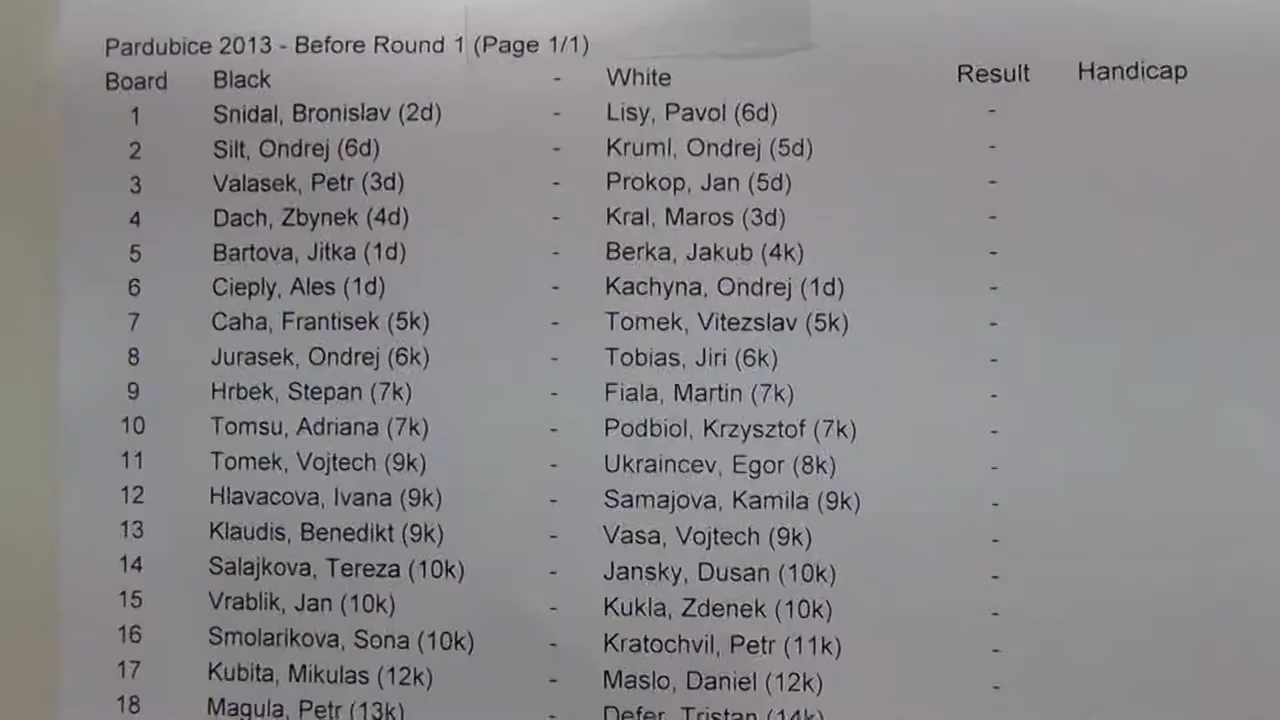 Pardubice 2013 - Before Round 1 (Page 1/1)
Board Black - White Result Handicap
1 Snidal, Bronislav (2d) - Lisy, Pavol (6d) -
2 Silt, Ondrej (6d) - Kruml, Ondrej (5d) -
3 Valasek, Petr (3d) - Prokop, Jan (5d) -
4 Dach, Zbynek (4d) - Kral, Maros (3d) -
5 Bartova, Jitka (1d) - Berka, Jakub (4k) -
6 Cieply, Ales (1d) - Kachyna, Ondrej (1d) -
7 Caha, Frantisek (5k) - Tomek, Vitezslav (5k) -
8 Jurasek, Ondrej (6k) - Tobias, Jiri (6k) -
9 Hrbek, Stepan (7k) - Fiala, Martin (7k) -
10 Tomsu, Adriana (7k) - Podbiol, Krzysztof (7k) -
11 Tomek, Vojtech (9k) - Ukraincev, Egor (8k) -
12 Hlavacova, Ivana (9k) - Samajova, Kamila (9k) -
13 Klaudis, Benedikt (9k) - Vasa, Vojtech (9k) -
14 Salajkova, Tereza (10k) - Jansky, Dusan (10k) -
15 Vrablik, Jan (10k) - Kukla, Zdenek (10k) -
16 Smolarikova, Sona (10k) - Kratochvil, Petr (11k) -
17 Kubita, Mikulas (12k) - Maslo, Daniel (12k) -
18 Magula, Petr (13k) - Defer, Tristan (14k)